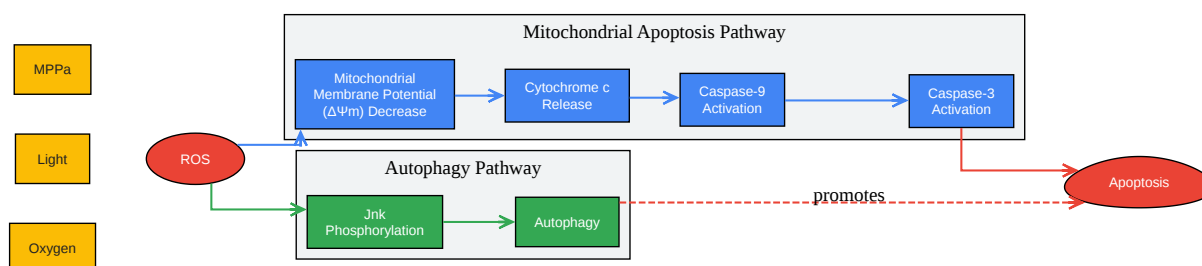 Mitochondrial Apoptosis Pathway
MPPa
Mitochondrial
Membrane Potential
(ΔΨm) Decrease
Cytochrome c
Release
Caspase-9
Activation
Caspase-3
Activation
Light
ROS
Autophagy Pathway
Apoptosis
promotes
Jnk
Phosphorylation
Autophagy
Oxygen